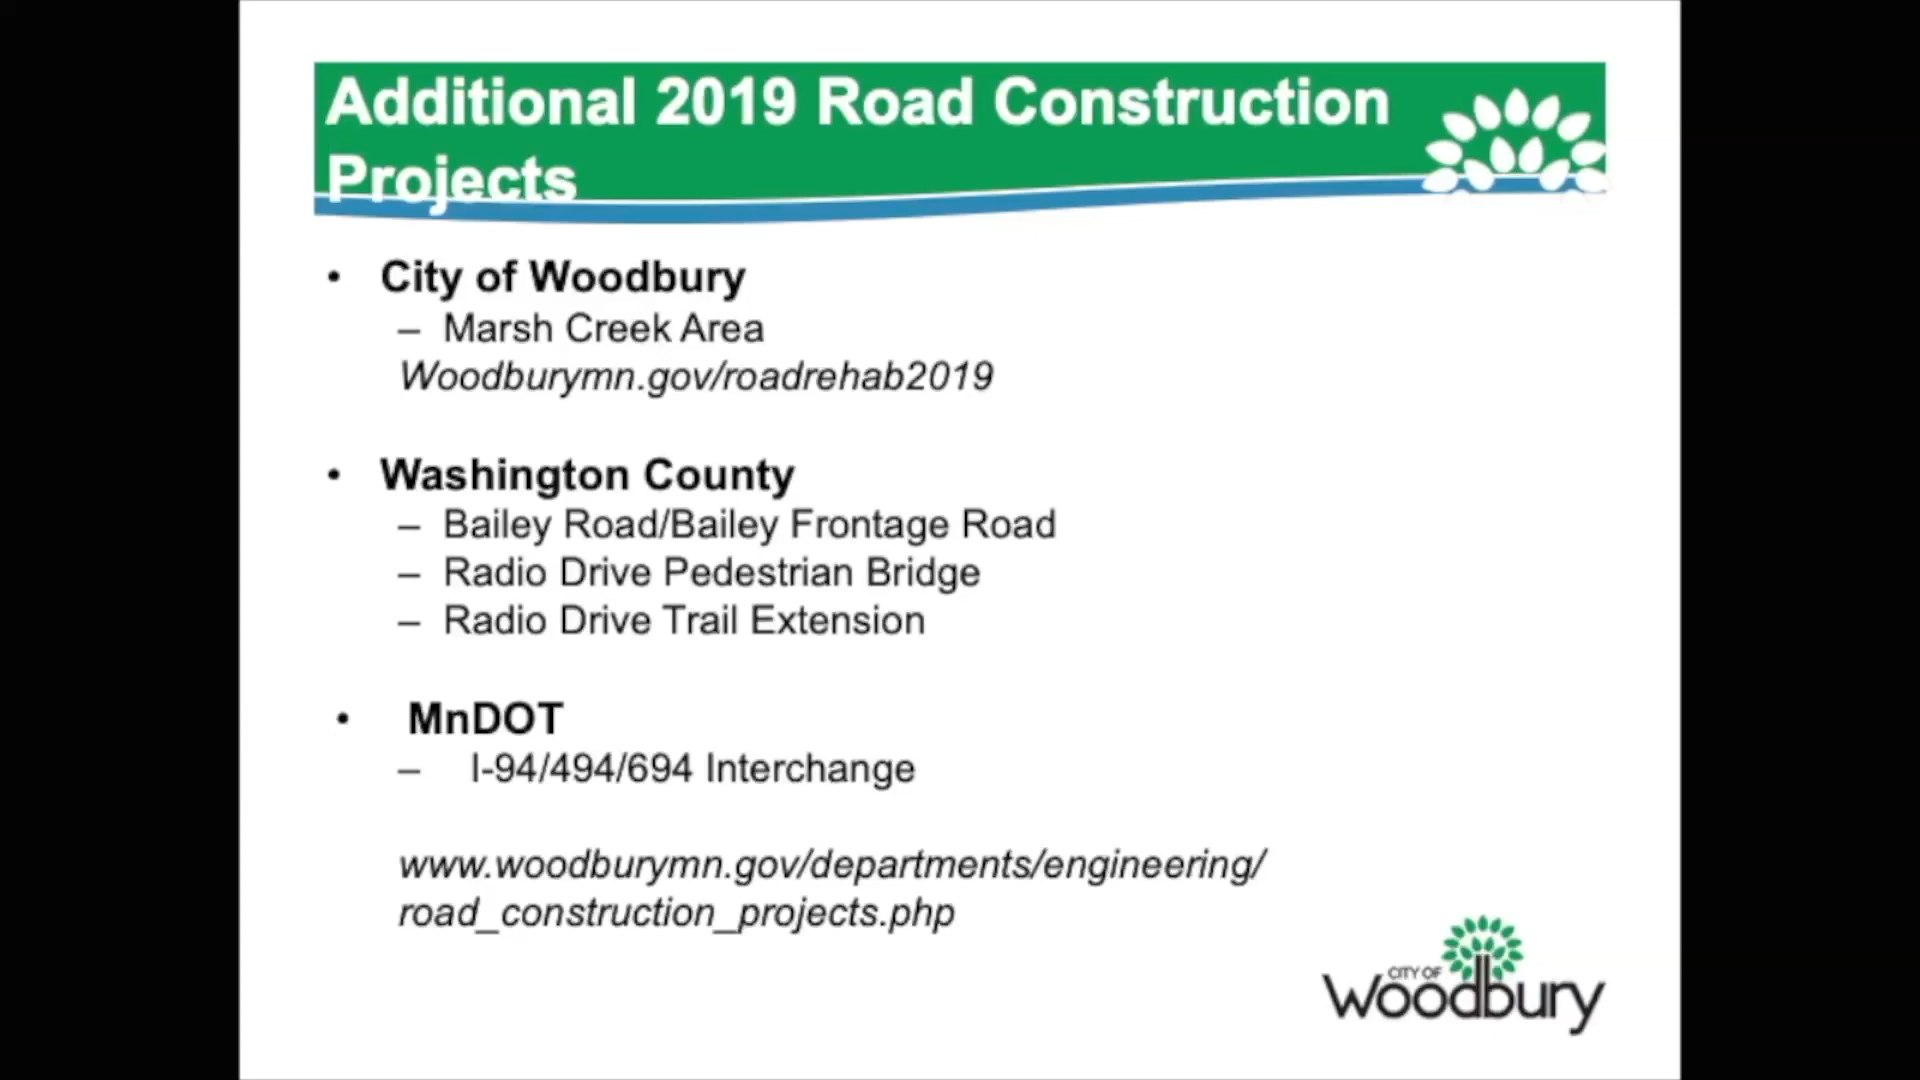 Additional 2019 Road Construction
Projects
• City of Woodbury
– Marsh Creek Area
Woodburymn.gov/roadrehab2019
• Washington County
– Bailey Road/Bailey Frontage Road
– Radio Drive Pedestrian Bridge
– Radio Drive Trail Extension
• MnDOT
– I-94/494/694 Interchange
www.woodburymn.gov/departments/engineering/
road_construction_projects.php
CITY OF
Woodbury